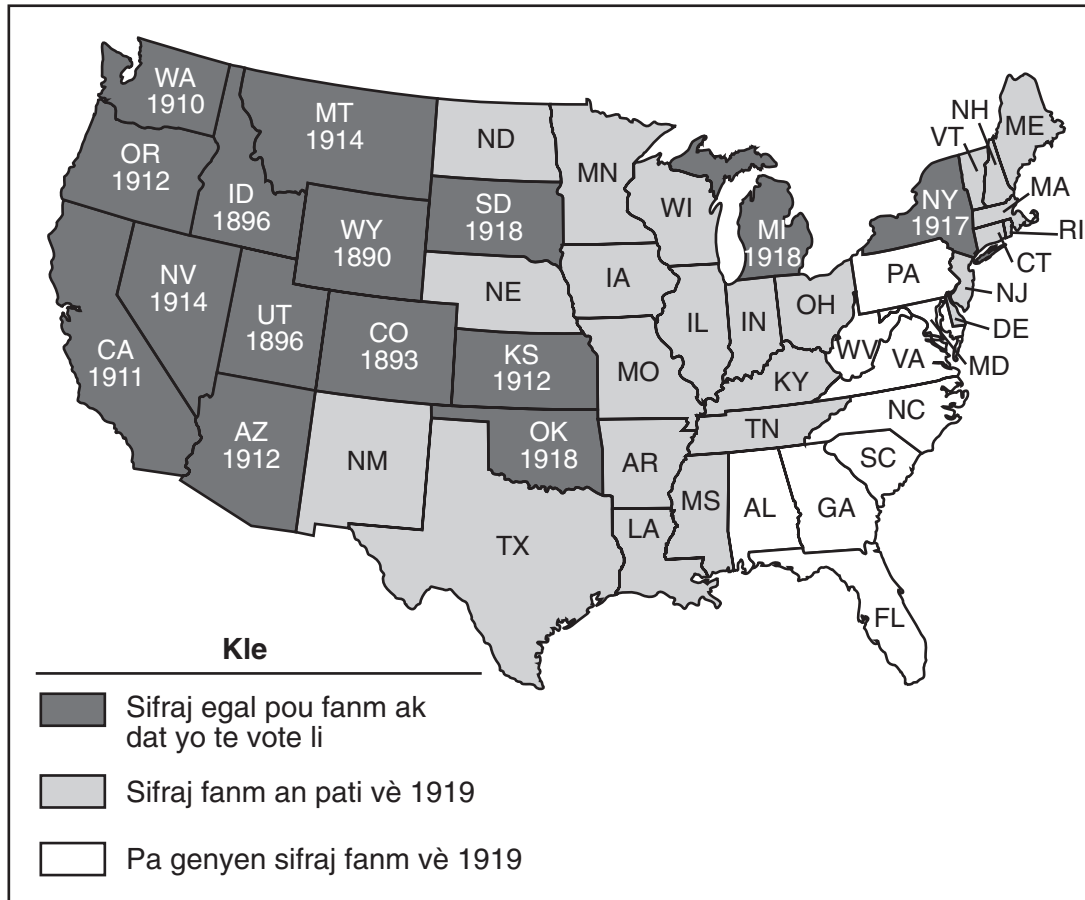 WA
1910
MT
1914
ND
MN
OR
1912
ID
1896
WY
1890
SD
1918
WI
MI
1918
NY
1917
VT
NH
ME
MA
RI
CT
NJ
DE
MD
PA
NV
1914
UT
1896
CO
1893
NE
IA
IL
IN
OH
WV
VA
CA
1911
KS
1912
MO
KY
NC
AZ
1912
NM
OK
1918
AR
TN
SC
TX
LA
MS
AL
GA
FL
Kle
Sifraj egal pou fanm ak
dat yo te vote li
Sifraj fanm an pati vè 1919
Pa genyen sifraj fanm vè 1919